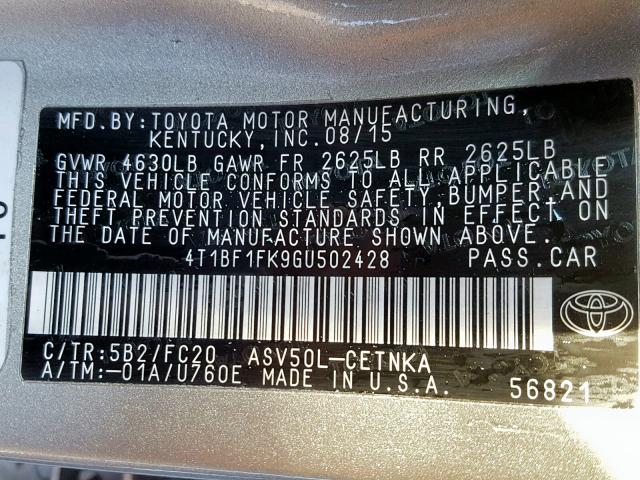 MFD.BY:TOYOTA MOTOR MANUFACTURING,
KENTUCKY,INC.08/15
GVWR 4630LB GAWR FR 2625LB RR 2625LB
THIS VEHICLE CONFORMS TO ALL APPLICABLE
FEDERAL MOTOR VEHICLE SAFETY,BUMPER,AND
THEFT PREVENTION STANDARDS IN EFFECT ON
THE DATE OF MANUFACTURE SHOWN ABOVE.
4T1BF1FK9GU502428 PASS.CAR
C/TR:5B2/FC20 ASV50L-CETNKA
A/TM:-01A/U760E MADE IN U.S.A. 56821